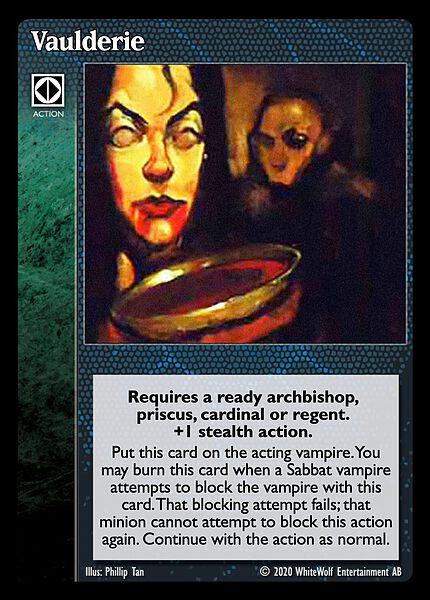 Vaulderie
ACTION
Requires a ready archbishop,
priscus, cardinal or regent.
+1 stealth action.
Put this card on the acting vampire.You
may burn this card when a Sabbat vampire
attempts to block the vampire with this
card.That blocking attempt fails; that
minion cannot attempt to block this action
again. Continue with the action as normal.
Illus: Phillip Tan
© 2020 WhiteWolf Entertainment AB